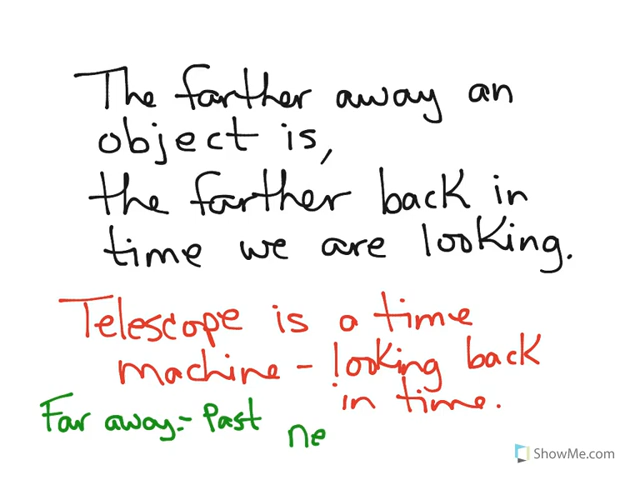 The farther away an
object is,
the farther back in
time we are looking.
Telescope is a time
machine – looking back
in time.
Far away = Past ne
ShowMe.com